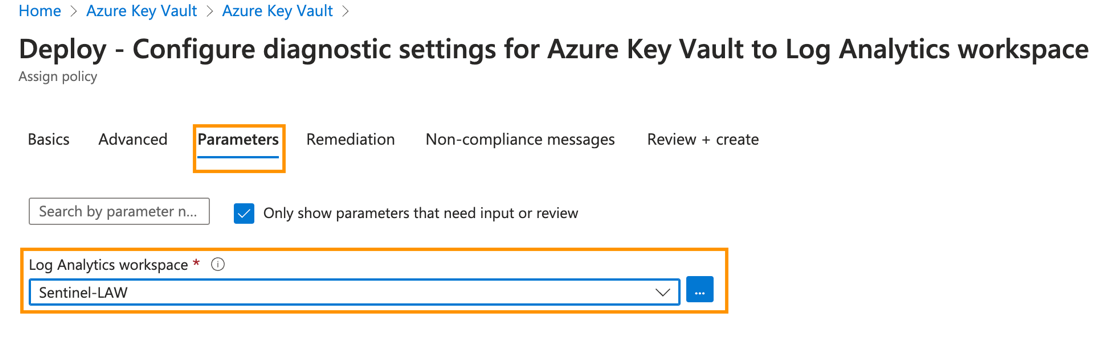 Home > Azure Key Vault > Azure Key Vault >
Deploy - Configure diagnostic settings for Azure Key Vault to Log Analytics workspace
Assign policy
Basics Advanced Parameters Remediation Non-compliance messages Review + create
Search by parameter n... Only show parameters that need input or review
Log Analytics workspace *
Sentinel-LAW ...